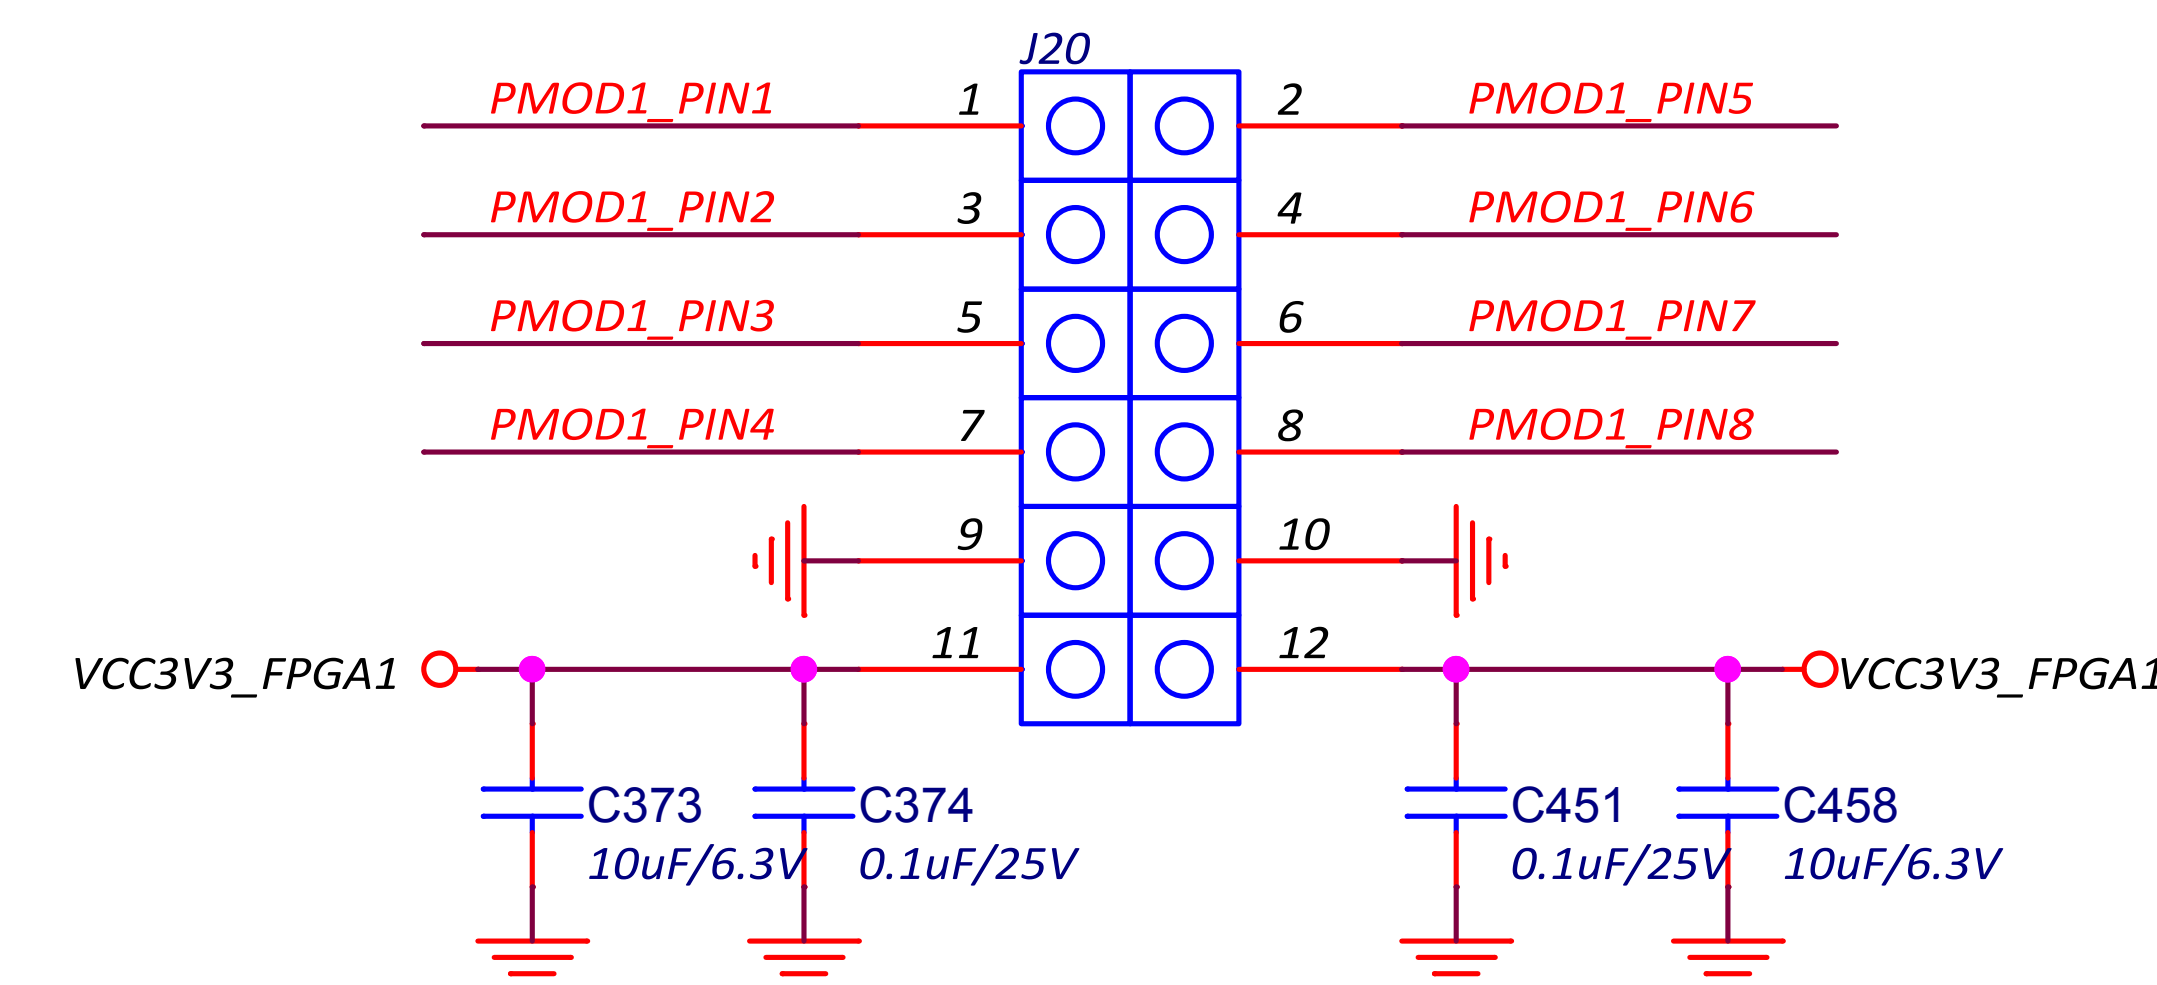 J20
PMOD1_PIN1 1 2 PMOD1_PIN5
PMOD1_PIN2 3 4 PMOD1_PIN6
PMOD1_PIN3 5 6 PMOD1_PIN7
PMOD1_PIN4 7 8 PMOD1_PIN8
9 10
VCC3V3_FPGA1 11 12 VCC3V3_FPGA1
C373 C374 C451 C458
10uF/6.3V 0.1uF/25V 0.1uF/25V 10uF/6.3V